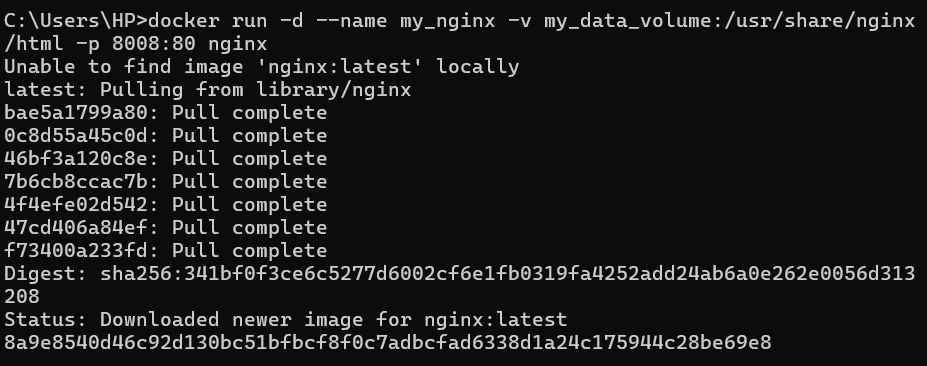 C:\Users\HP>docker run -d --name my_nginx -v my_data_volume:/usr/share/nginx
/html -p 8008:80 nginx
Unable to find image 'nginx:latest' locally
latest: Pulling from library/nginx
bae5a1799a80: Pull complete
0c8d55a45c0d: Pull complete
46bf3a120c8e: Pull complete
7b6cb8ccac7b: Pull complete
4f4efe02d542: Pull complete
47cd406a84ef: Pull complete
f73400a233fd: Pull complete
Digest: sha256:341bf0f3ce6c5277d6002cf6e1fb0319fa4252add24ab6a0e262e0056d313
208
Status: Downloaded newer image for nginx:latest
8a9e8540d46c92d130bc51bfbcf8f0c7adbcfad6338d1a24c175944c28be69e8